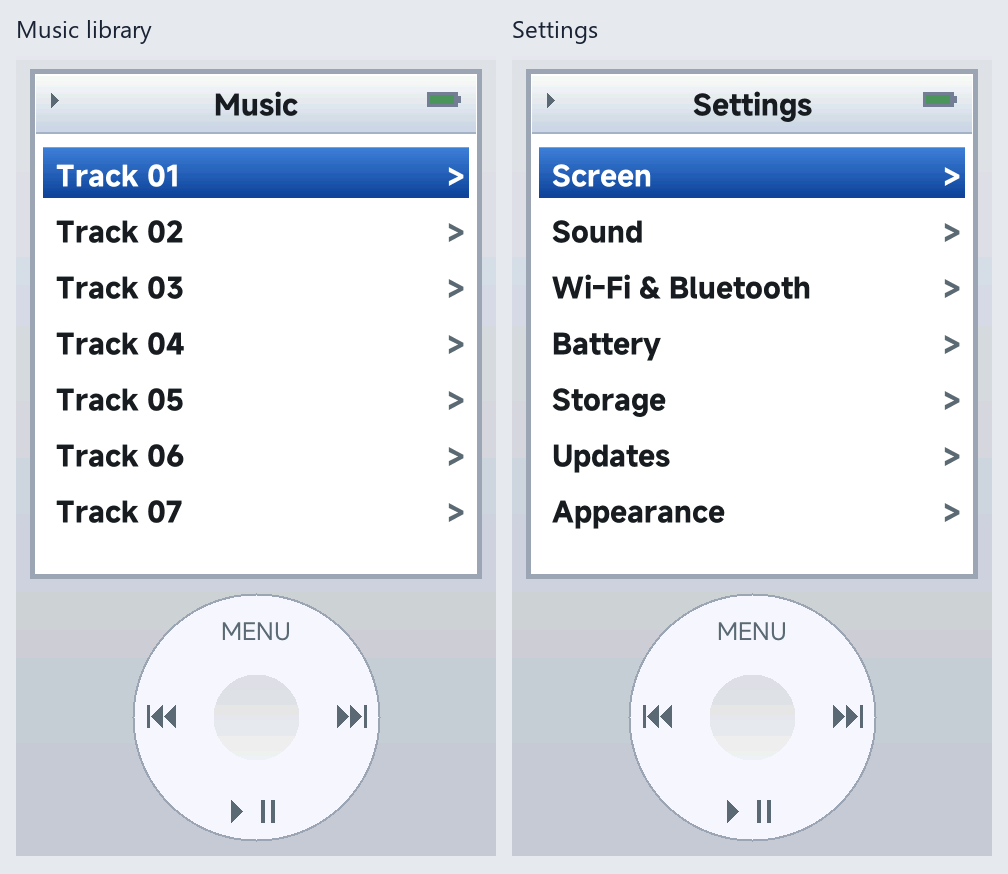 Music library
Music
Track 01 >
Track 02 >
Track 03 >
Track 04 >
Track 05 >
Track 06 >
Track 07 >
MENU
Settings
Settings
Screen >
Sound >
Wi-Fi & Bluetooth >
Battery >
Storage >
Updates >
Appearance >
MENU